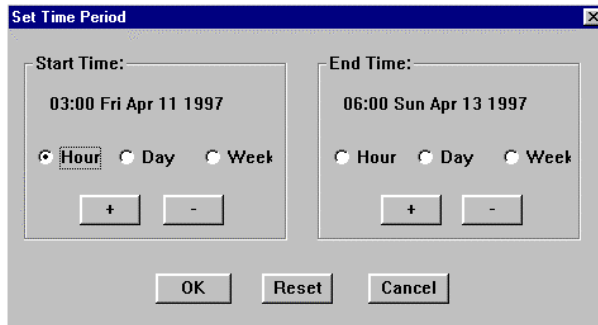 Set Time Period
Start Time:
03:00 Fri Apr 11 1997
Hour Day Week
+ -
End Time:
06:00 Sun Apr 13 1997
Hour Day Week
+ -
OK Reset Cancel